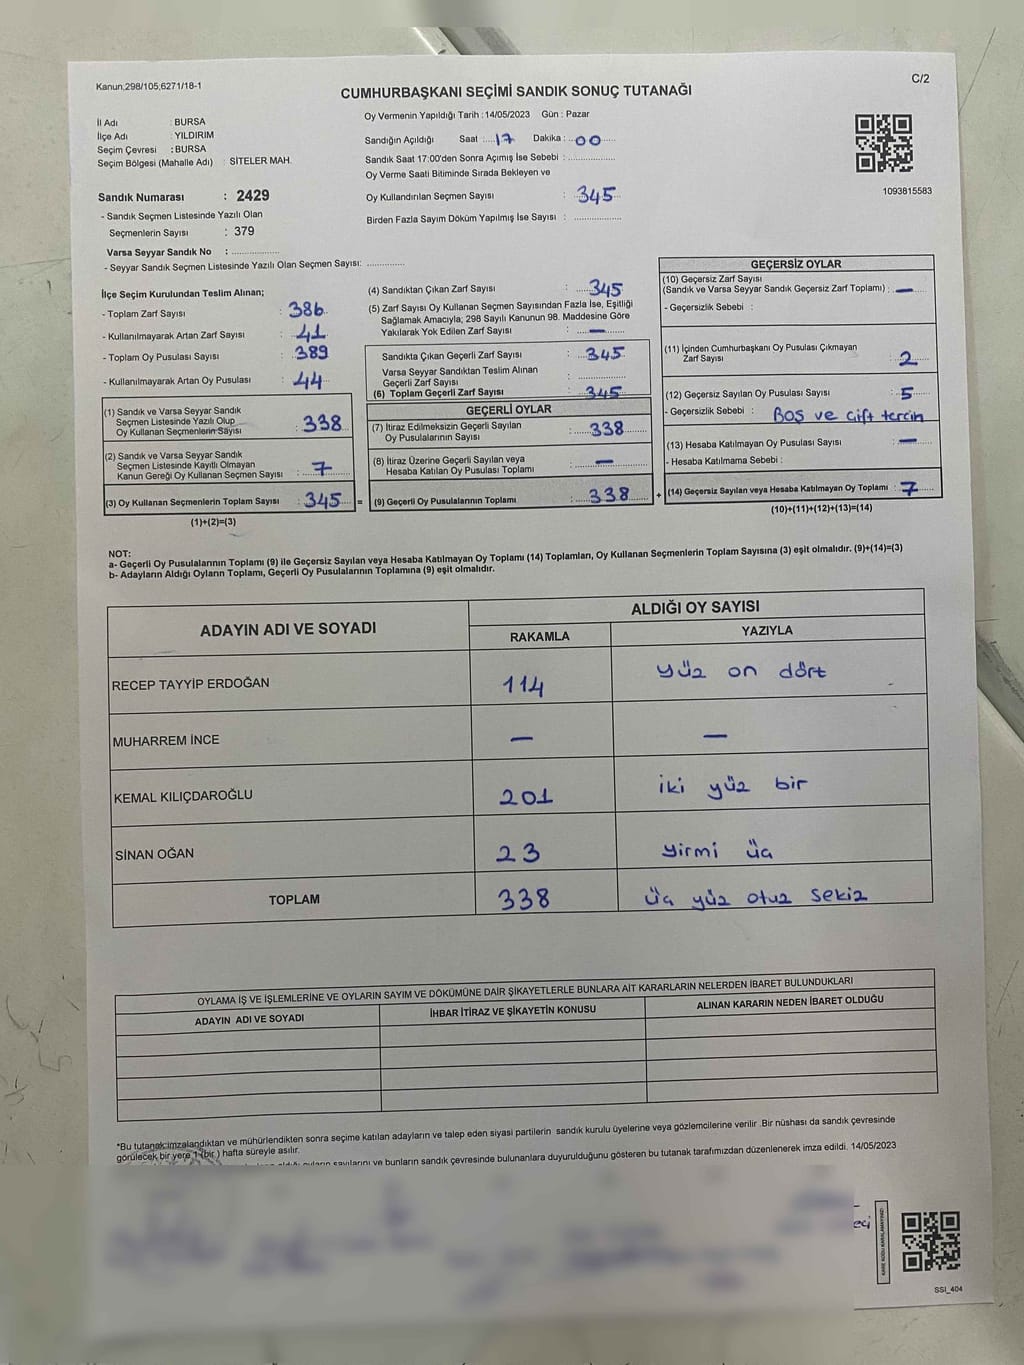 Kanun;298/105;6271/18-1
C/2
CUMHURBAŞKANI SEÇİMİ SANDIK SONUÇ TUTANAĞI
İl Adı : BURSA
İlçe Adı : YILDIRIM
Seçim Çevresi : BURSA
Seçim Bölgesi (Mahalle Adı) : SİTELER MAH.
Oy Vermenin Yapıldığı Tarih :14/05/2023 Gün : Pazar
Sandığın Açıldığı Saat :....17 Dakika :..00......
Sandık Saat 17:00'den Sonra Açımış İse Sebebi :................
Oy Verme Saati Bitiminde Sırada Bekleyen ve
Oy Kullandırılan Seçmen Sayısı : 345
Birden Fazla Sayım Döküm Yapılmış İse Sayısı : ................
1093815583
Sandık Numarası : 2429
- Sandık Seçmen Listesinde Yazılı Olan
Seçmenlerin Sayısı : 379
Varsa Seyyar Sandık No : ................
- Seyyar Sandık Seçmen Listesinde Yazılı Olan Seçmen Sayısı: .............
İlçe Seçim Kurulundan Teslim Alınan;
- Toplam Zarf Sayısı : 386
- Kullanılmayarak Artan Zarf Sayısı : 41
- Toplam Oy Pusulası Sayısı : 389
- Kullanılmayarak Artan Oy Pusulası : 44
(1) Sandık ve Varsa Seyyar Sandık
Seçmen Listesinde Yazılı Olup
Oy Kullanan Seçmenlerin Sayısı : 338
(2) Sandık ve Varsa Seyyar Sandık
Seçmen Listesinde Kayıtlı Olmayan
Kanun Gereği Oy Kullanan Seçmen Sayısı : 7
(3) Oy Kullanan Seçmenlerin Toplam Sayısı : 345 =
(1)+(2)=(3)
(4) Sandıktan Çıkan Zarf Sayısı : 345
(5) Zarf Sayısı Oy Kullanan Seçmen Sayısından Fazla İse, Eşitliği
Sağlamak Amacıyla; 298 Sayılı Kanunun 98. Maddesine Göre
Yakılarak Yok Edilen Zarf Sayısı : —
Sandıkta Çıkan Geçerli Zarf Sayısı : 345
Varsa Seyyar Sandıktan Teslim Alınan
Geçerli Zarf Sayısı : ................
(6) Toplam Geçerli Zarf Sayısı : 345
GEÇERLİ OYLAR
(7) İtiraz Edilmeksizin Geçerli Sayılan
Oy Pusulalarının Sayısı : 338
(8) İtiraz Üzerine Geçerli Sayılan veya
Hesaba Katılan Oy Pusulası Toplamı : —
(9) Geçerli Oy Pusulalarının Toplamı : 338 +
GEÇERSİZ OYLAR
(10) Geçersiz Zarf Sayısı
(Sandık ve Varsa Seyyar Sandık Geçersiz Zarf Toplamı) : —
- Geçersizlik Sebebi :
(11) İçinden Cumhurbaşkanı Oy Pusulası Çıkmayan
Zarf Sayısı : 2
(12) Geçersiz Sayılan Oy Pusulası Sayısı : 5
- Geçersizlik Sebebi : Boş ve çift tercih
(13) Hesaba Katılmayan Oy Pusulası Sayısı : —
- Hesaba Katılmama Sebebi :
(14) Geçersiz Sayılan veya Hesaba Katılmayan Oy Toplamı : 7
(10)+(11)+(12)+(13)=(14)
NOT:
a- Geçerli Oy Pusulalarının Toplamı (9) ile Geçersiz Sayılan veya Hesaba Katılmayan Oy Toplamı (14) Toplamları, Oy Kullanan Seçmenlerin Toplam Sayısına (3) eşit olmalıdır. (9)+(14)=(3)
b- Adayların Aldığı Oyların Toplamı, Geçerli Oy Pusulalarının Toplamına (9) eşit olmalıdır.
ADAYIN ADI VE SOYADI
ALDIĞI OY SAYISI
RAKAMLA YAZIYLA
RECEP TAYYİP ERDOĞAN 114 yüz on dört
MUHARREM İNCE — —
KEMAL KILIÇDAROĞLU 201 iki yüz bir
SİNAN OĞAN 23 yirmi üç
TOPLAM 338 üç yüz otuz sekiz
OYLAMA İŞ VE İŞLEMLERİNE VE OYLARIN SAYIM VE DÖKÜMÜNE DAİR ŞİKAYETLERLE BUNLARA AİT KARARLARIN NELERDEN İBARET BULUNDUKLARI
ADAYIN ADI VE SOYADI İHBAR İTİRAZ VE ŞİKAYETİN KONUSU ALINAN KARARIN NEDEN İBARET OLDUĞU
*Bu tutanak imzalandıktan ve mühürlendikten sonra seçime katılan adayların ve talep eden siyasi partilerin sandık kurulu üyelerine veya gözlemcilerine verilir .Bir nüshası da sandık çevresinde
görülecek bir yere 1 (bir ) hafta süreyle asılır.
sayılarını ve bunların sandık çevresinde bulunanlara duyurulduğunu gösteren bu tutanak tarafımızdan düzenlenerek imza edildi. 14/05/2023
SSI_404